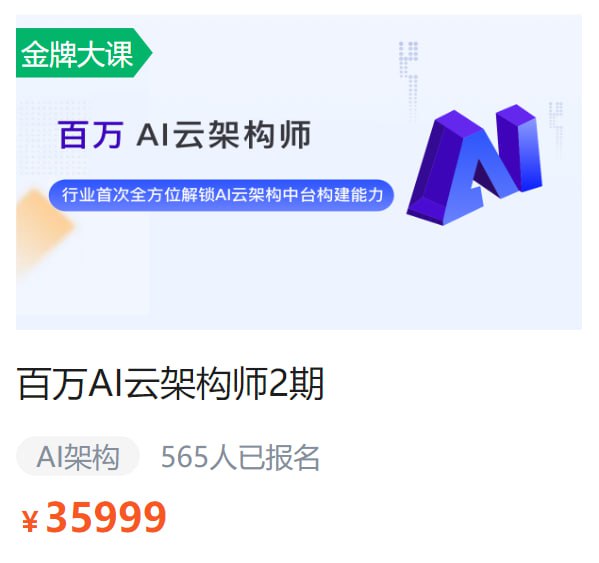 金牌大课
百万 AI云架构师
行业首次全方位解锁AI云架构中台构建能力
AI
百万AI云架构师2期
AI架构 565人已报名
¥35999